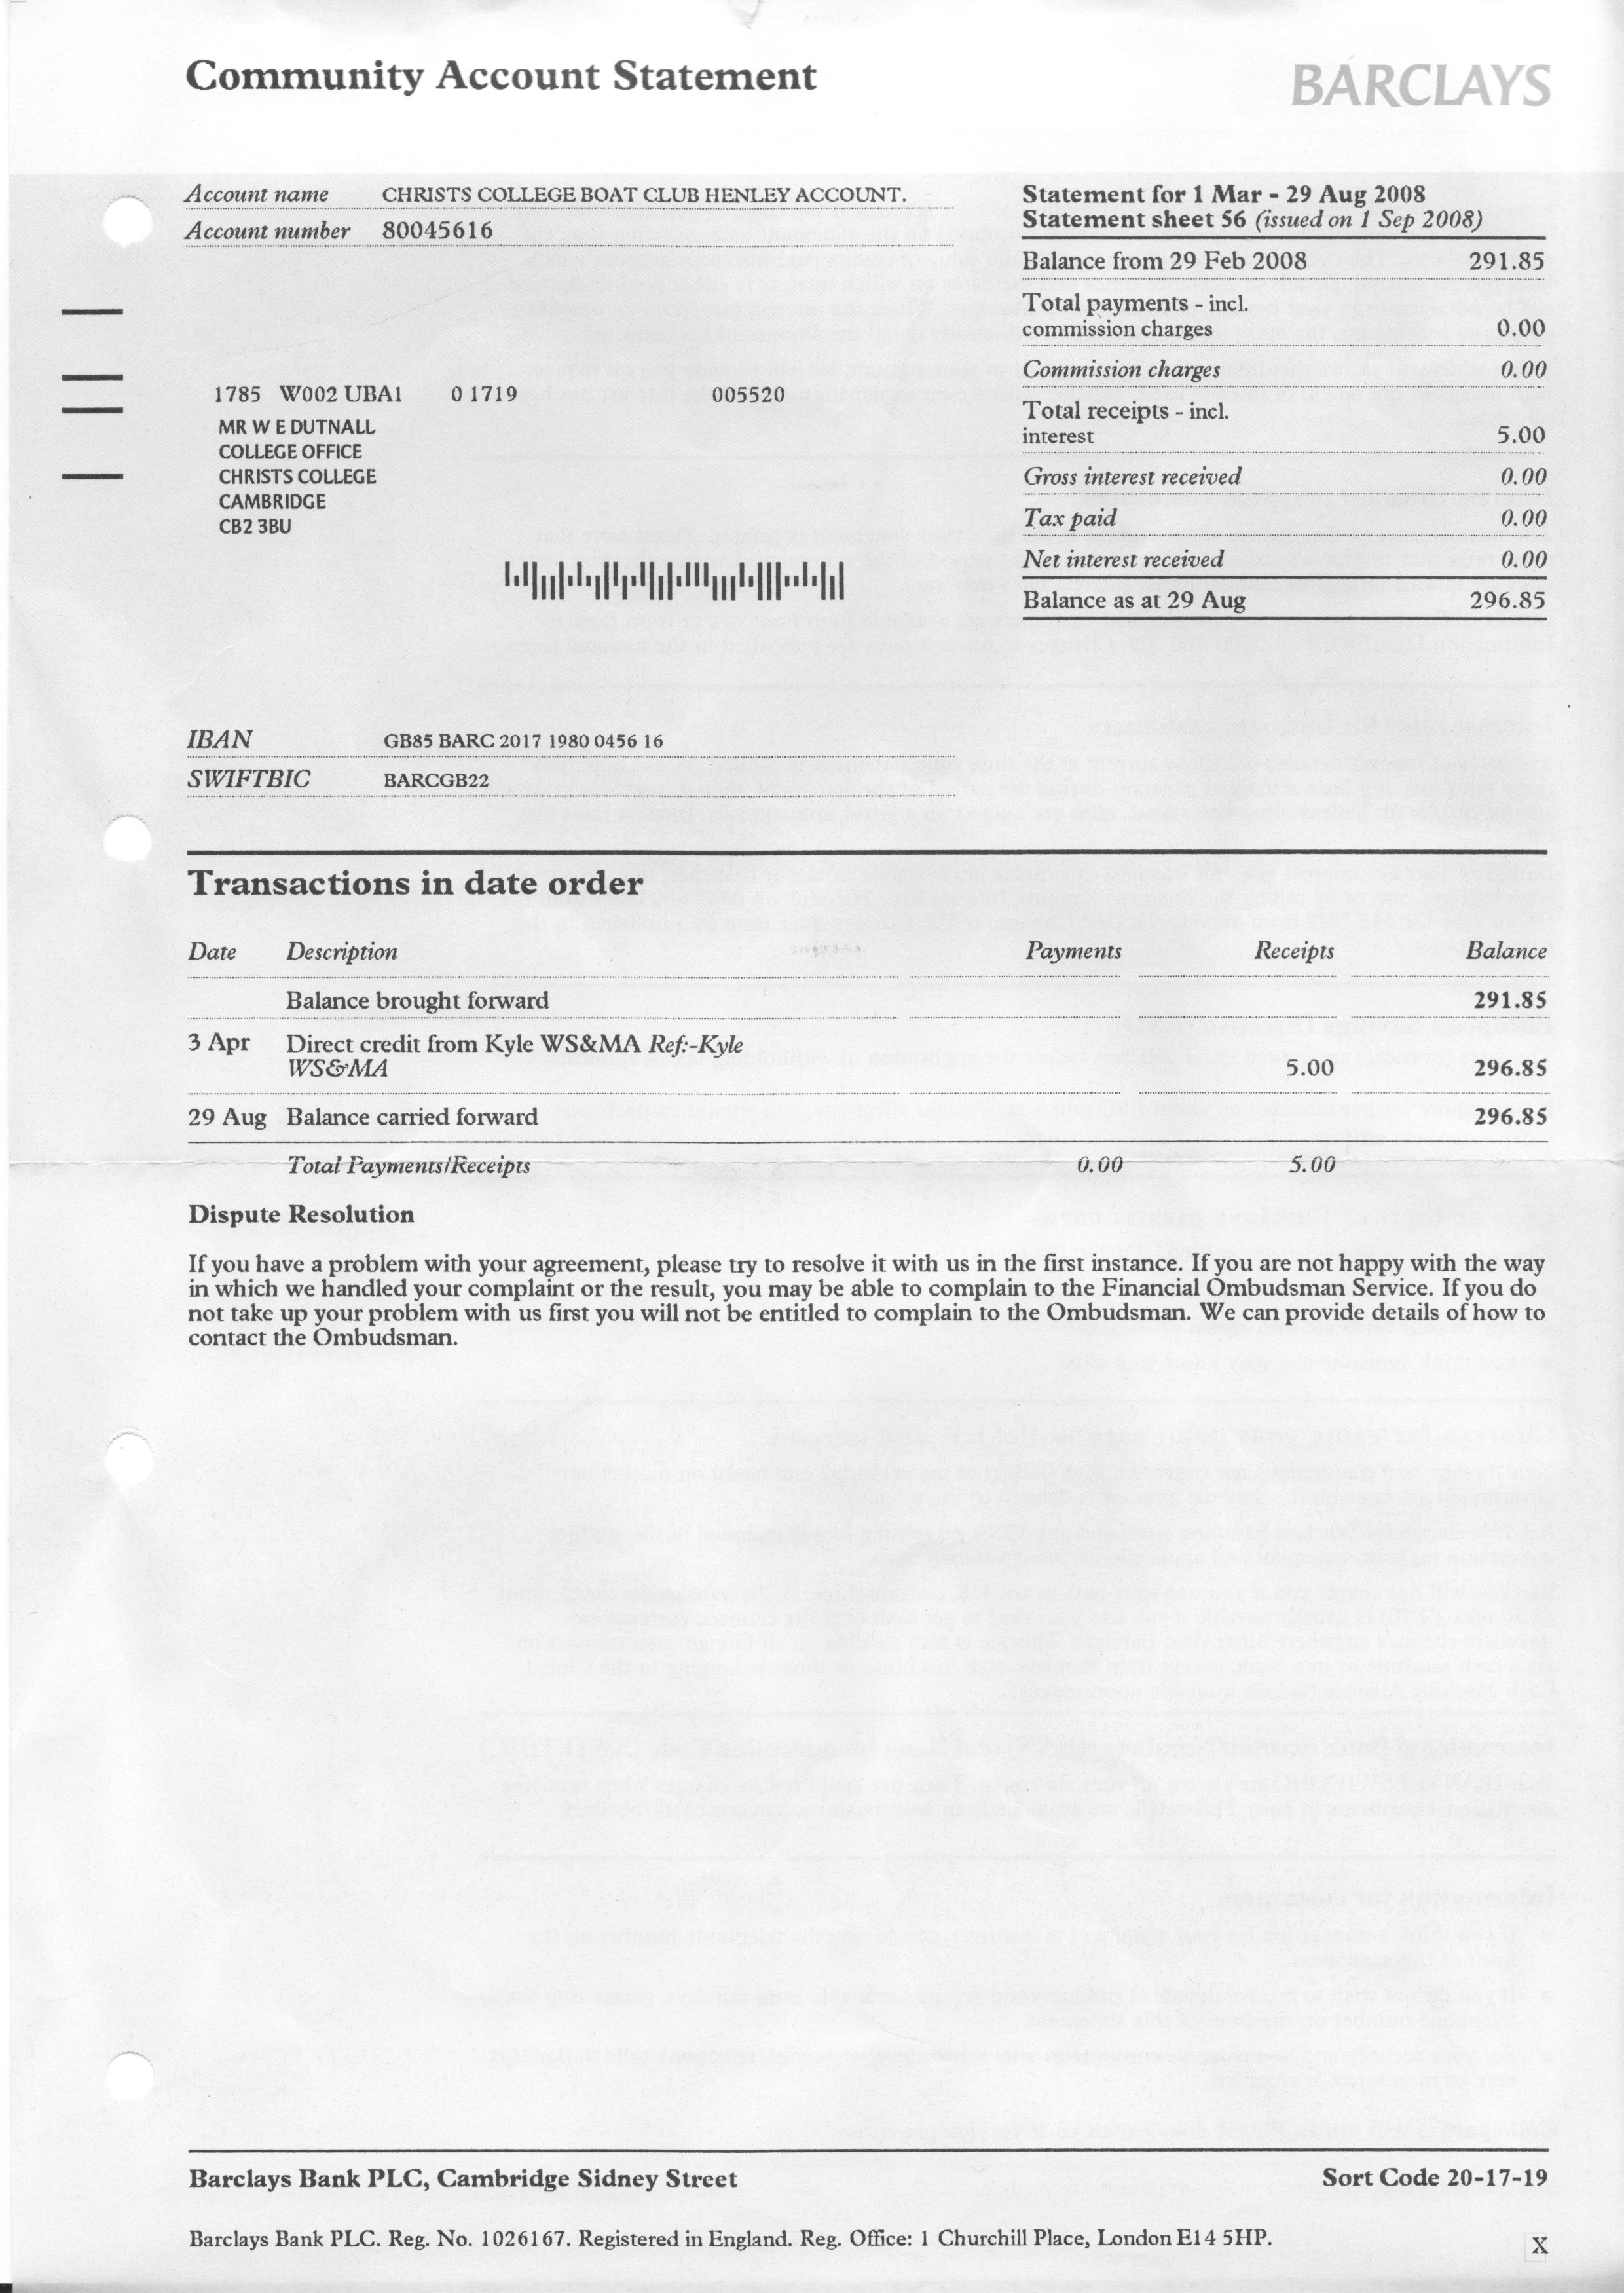 Community Account Statement
BARCLAYS
Account name CHRISTS COLLEGE BOAT CLUB HENLEY ACCOUNT.
Account number 80045616
Statement for 1 Mar - 29 Aug 2008
Statement sheet 56 (issued on 1 Sep 2008)
Balance from 29 Feb 2008 291.85
Total payments - incl.
commission charges 0.00
Commission charges 0.00
Total receipts - incl.
interest 5.00
Gross interest received 0.00
Tax paid 0.00
Net interest received 0.00
Balance as at 29 Aug 296.85
1785 W002 UBA1 0 1719 005520
MR W E DUTNALL
COLLEGE OFFICE
CHRISTS COLLEGE
CAMBRIDGE
CB2 3BU
IBAN GB85 BARC 2017 1980 0456 16
SWIFTBIC BARCGB22
Transactions in date order
Date Description Payments Receipts Balance
Balance brought forward 291.85
3 Apr Direct credit from Kyle WS&MA Ref:-Kyle
WS&MA 5.00 296.85
29 Aug Balance carried forward 296.85
Total Payments/Receipts 0.00 5.00
Dispute Resolution
If you have a problem with your agreement, please try to resolve it with us in the first instance. If you are not happy with the way
in which we handled your complaint or the result, you may be able to complain to the Financial Ombudsman Service. If you do
not take up your problem with us first you will not be entitled to complain to the Ombudsman. We can provide details of how to
contact the Ombudsman.
Barclays Bank PLC, Cambridge Sidney Street Sort Code 20-17-19
Barclays Bank PLC. Reg. No. 1026167. Registered in England. Reg. Office: 1 Churchill Place, London E14 5HP.
X